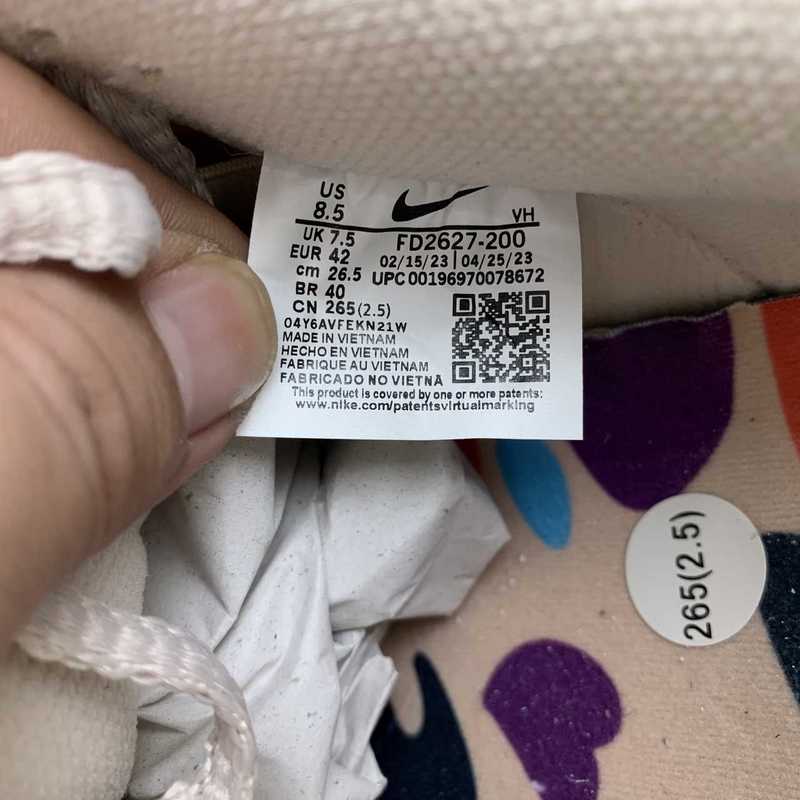 US
8.5
VH
UK 7.5
FD2627-200
EUR 42
02/15/23 | 04/25/23
cm 26.5
UPC 00196970078672
BR 40
CN 265(2.5)
04Y6AVFEKN21W
MADE IN VIETNAM
HECHO EN VIETNAM
FABRIQUE AU VIETNAM
FABRICADO NO VIETNA
This product is covered by one or more patents:
www.nike.com/patentsvirtualmarking
265(2.5)